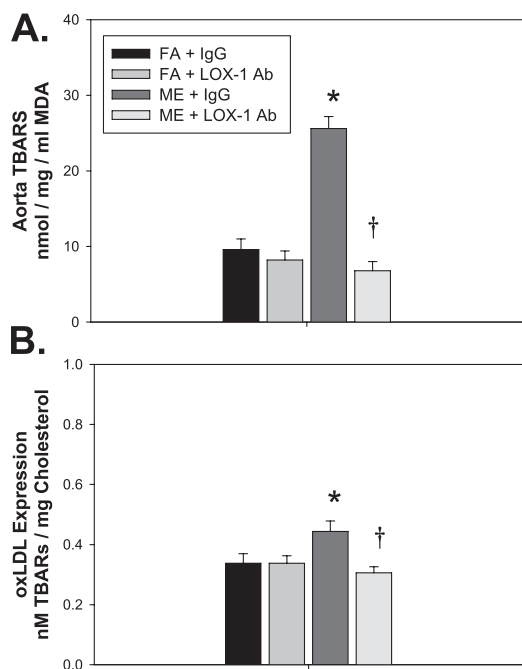 A.
40
30
20
10
0
Aorta TBARS
nmol / mg / ml MDA
FA + IgG
FA + LOX-1 Ab
ME + IgG
ME + LOX-1 Ab
*
†
B.
1.0
0.8
0.6
0.4
0.2
0.0
oxLDL Expression
nM TBARs / mg Cholesterol
*
†